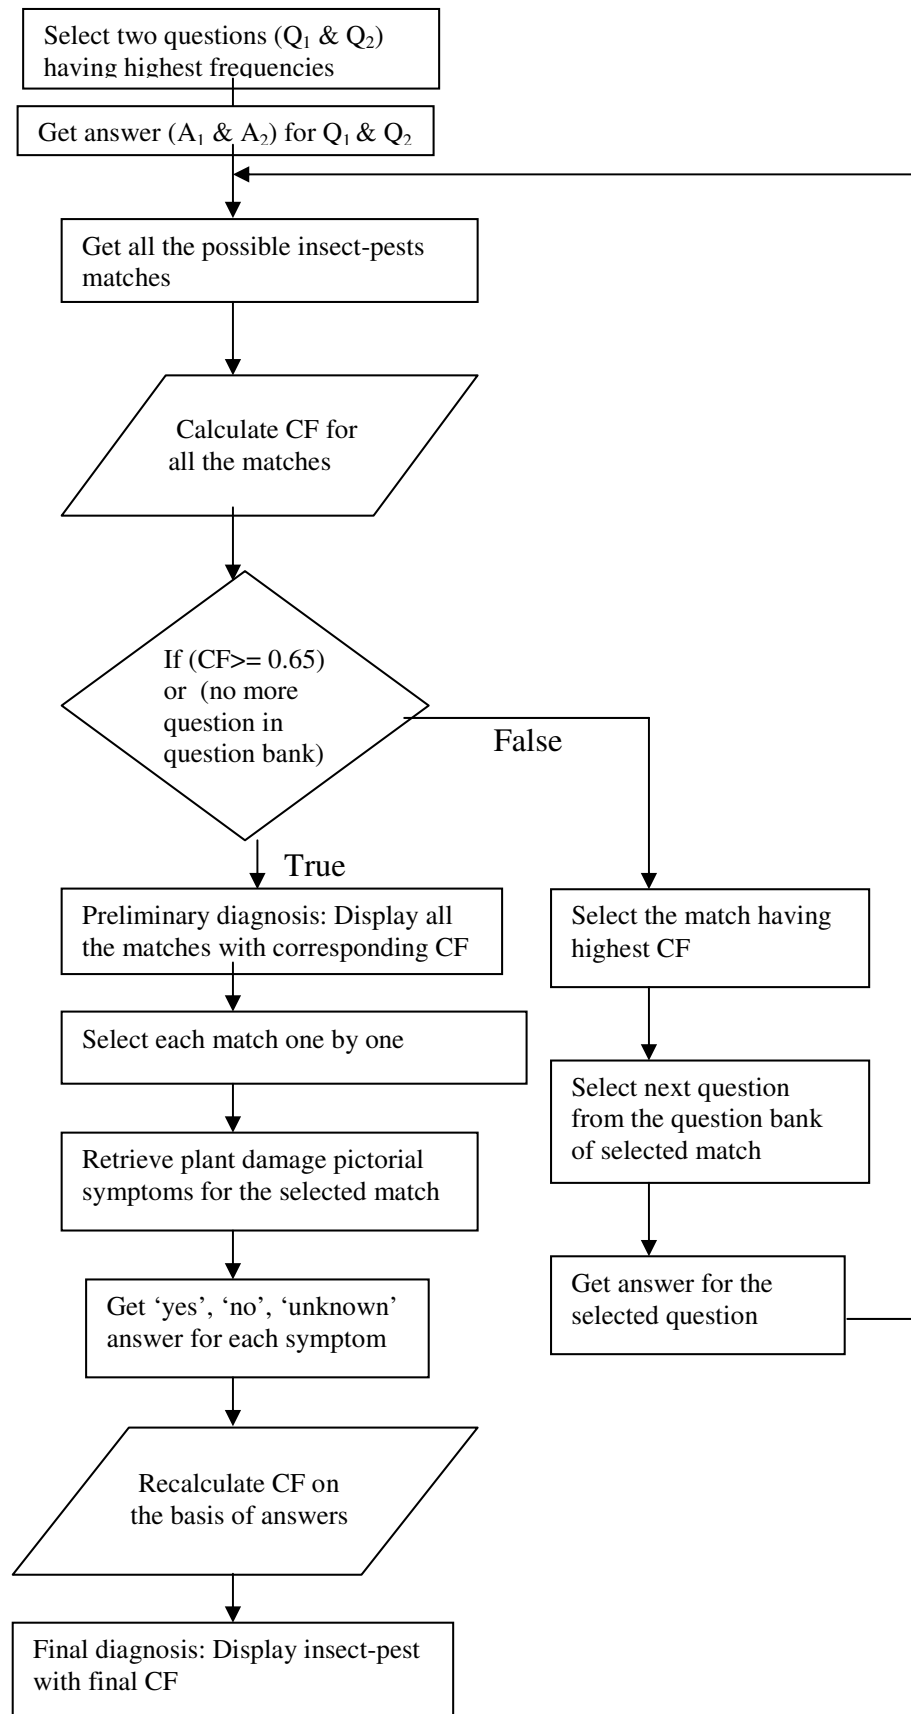 Select two questions (Q₁ & Q₂)
having highest frequencies
Get answer (A₁ & A₂) for Q₁ & Q₂
Get all the possible insect-pests
matches
Calculate CF for
all the matches
If (CF>= 0.65)
or (no more
question in
question bank)
False
True
Preliminary diagnosis: Display all
the matches with corresponding CF
Select each match one by one
Retrieve plant damage pictorial
symptoms for the selected match
Get ‘yes’, ‘no’, ‘unknown’
answer for each symptom
Recalculate CF on
the basis of answers
Final diagnosis: Display insect-pest
with final CF
Select the match having
highest CF
Select next question
from the question bank
of selected match
Get answer for the
selected question